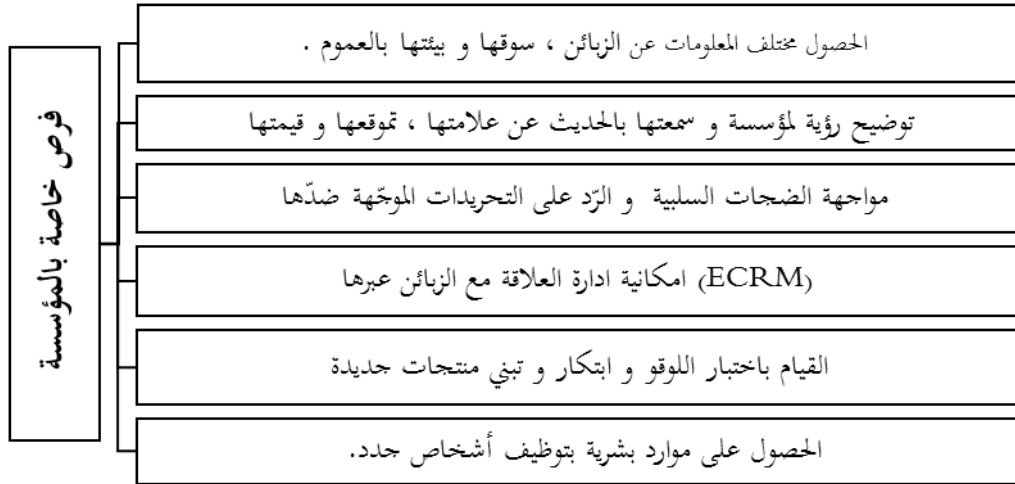 فرص خاصة بالمؤسسة
الحصول مختلف المعلومات عن الزبائن ، سوقها و بيئتها بالعموم .
توضيح رؤية لمؤسسة و سمعتها بالحديث عن علامتها ، تموقعها و قيمتها
مواجهة الضجات السلبية و الرّد على التحريدات الموجّهة ضدّها
(ECRM) امكانية ادارة العلاقة مع الزبائن عبرها
القيام باختبار اللوقو و ابتكار و تبني منتجات جديدة
الحصول على موارد بشرية بتوظيف أشخاص جدد.